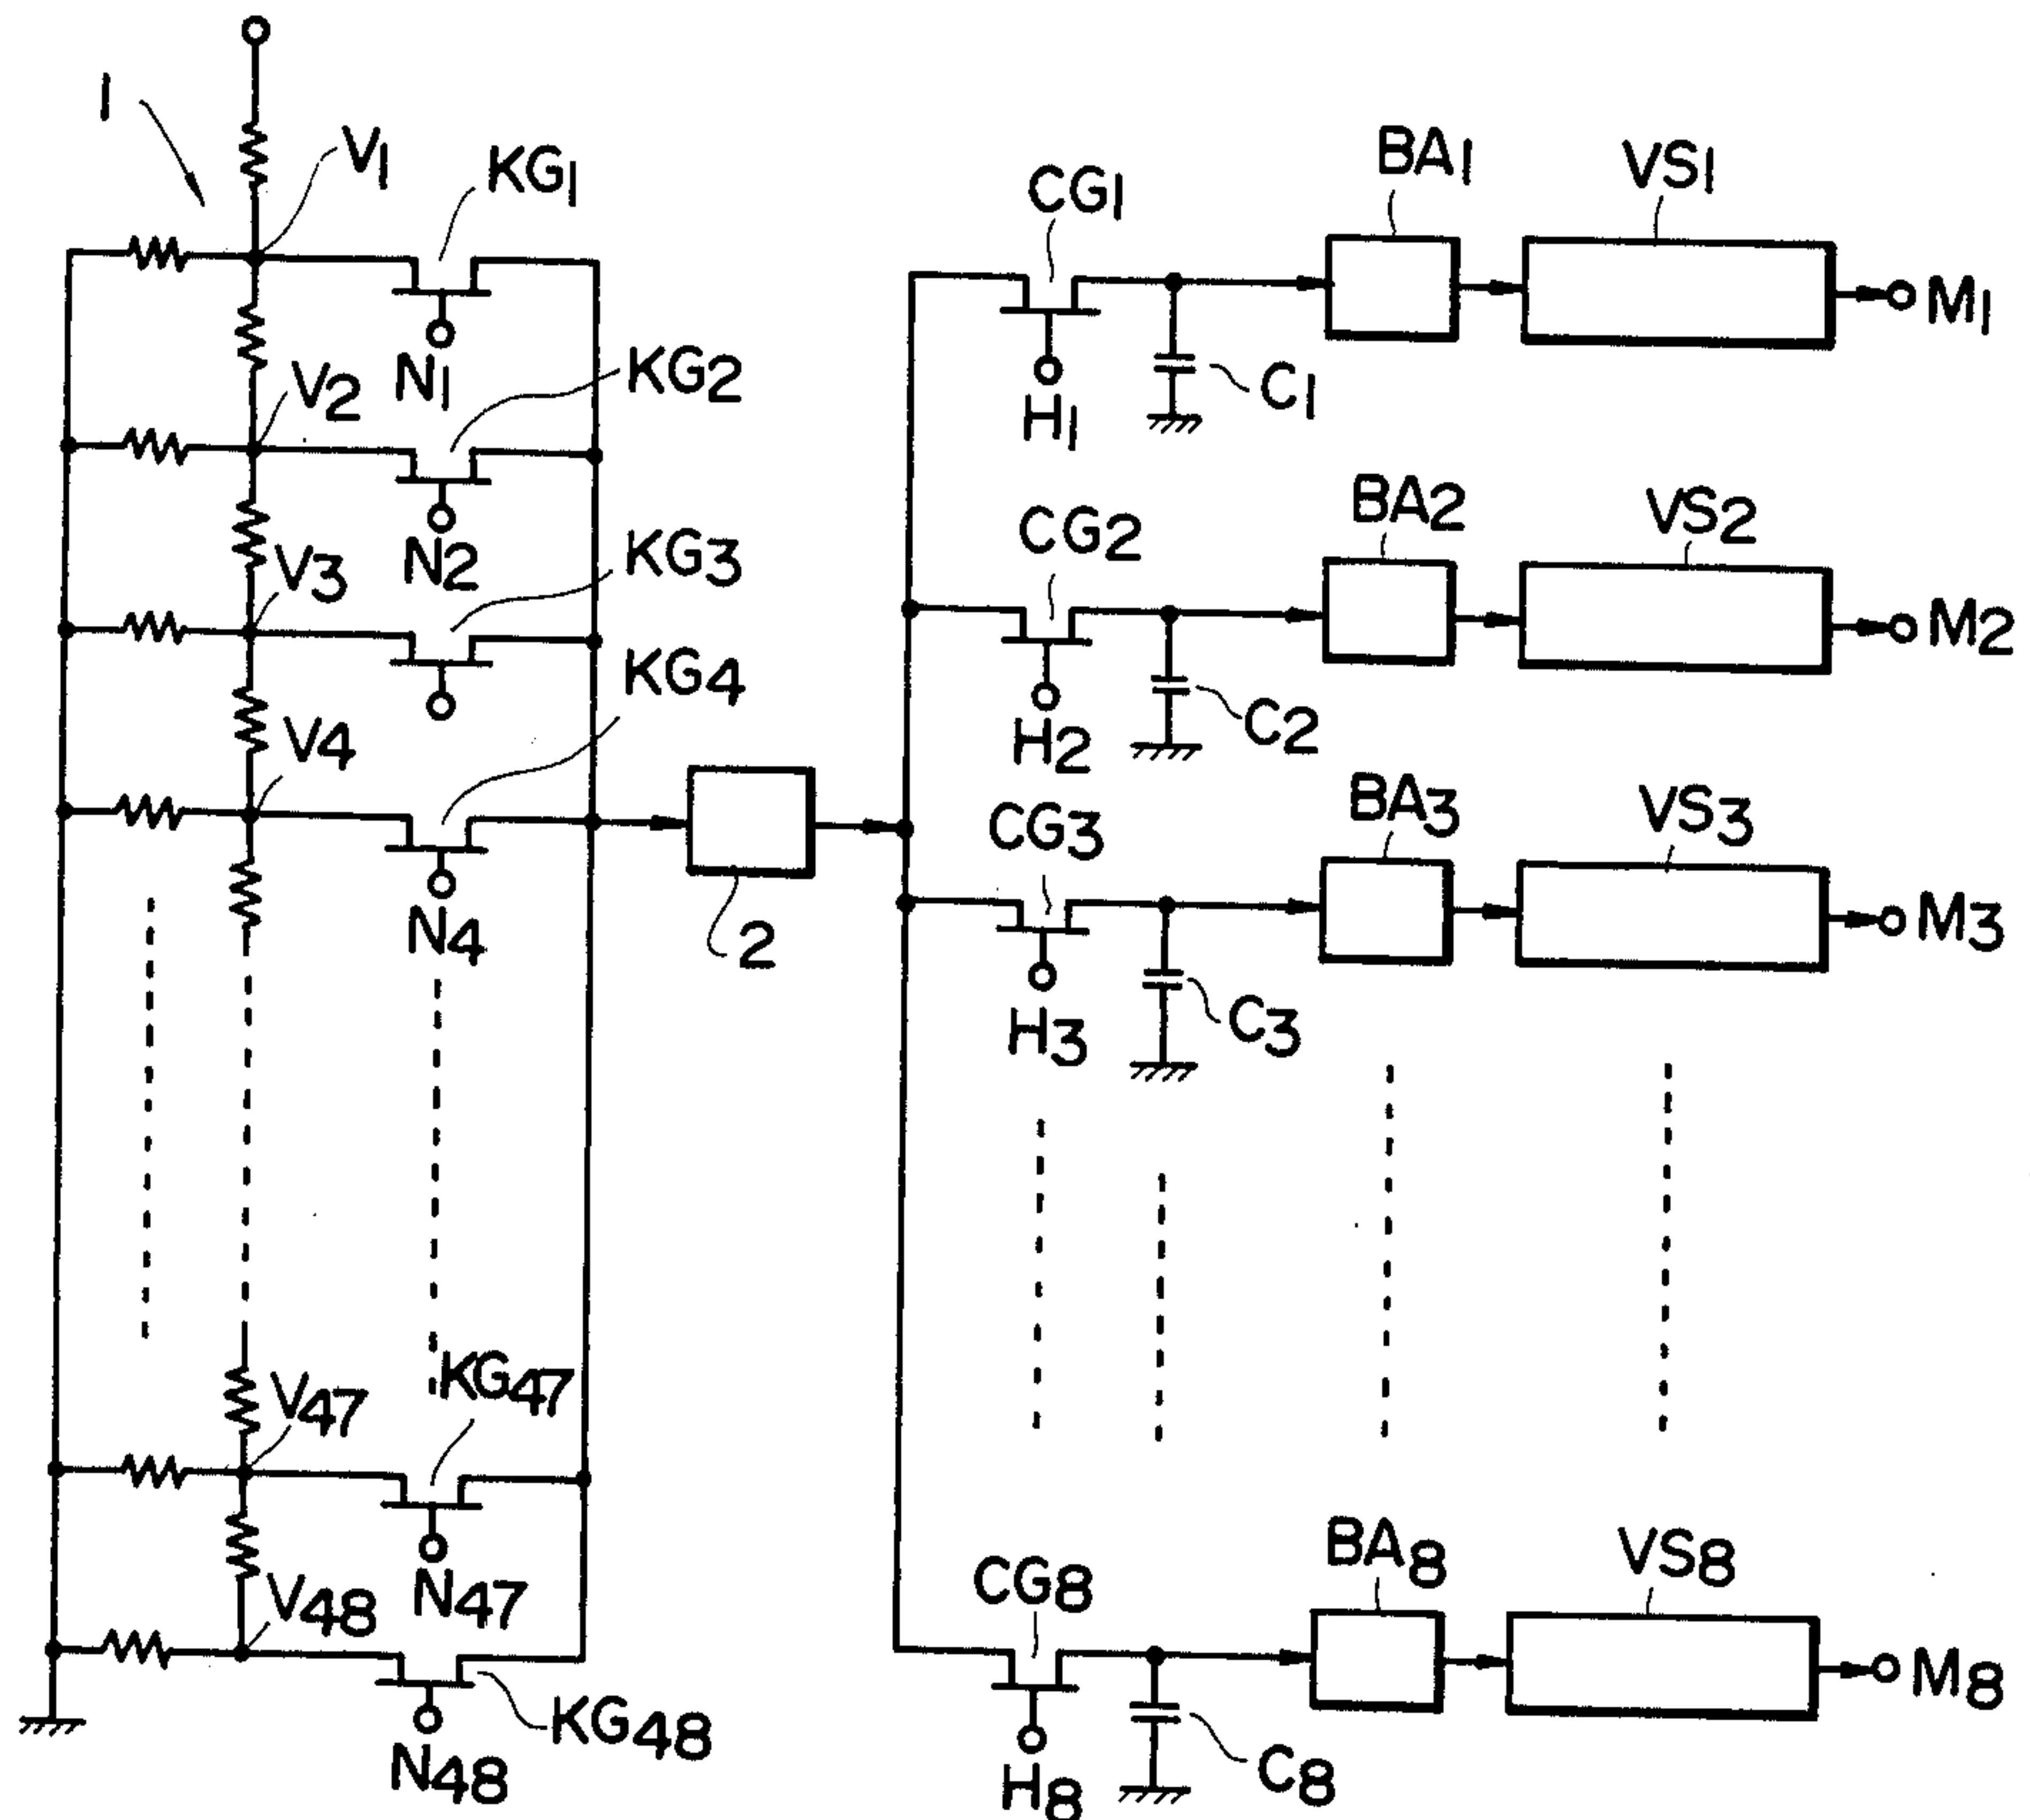 1
V1
KG1
N1
V2
KG2
N2
V3
KG3
V4
KG4
N4
2
V47
KG47
N47
V48
KG48
N48
CG1
H1
C1
BA1
VS1
M1
CG2
H2
C2
BA2
VS2
M2
CG3
H3
C3
BA3
VS3
M3
CG8
H8
C8
BA8
VS8
M8